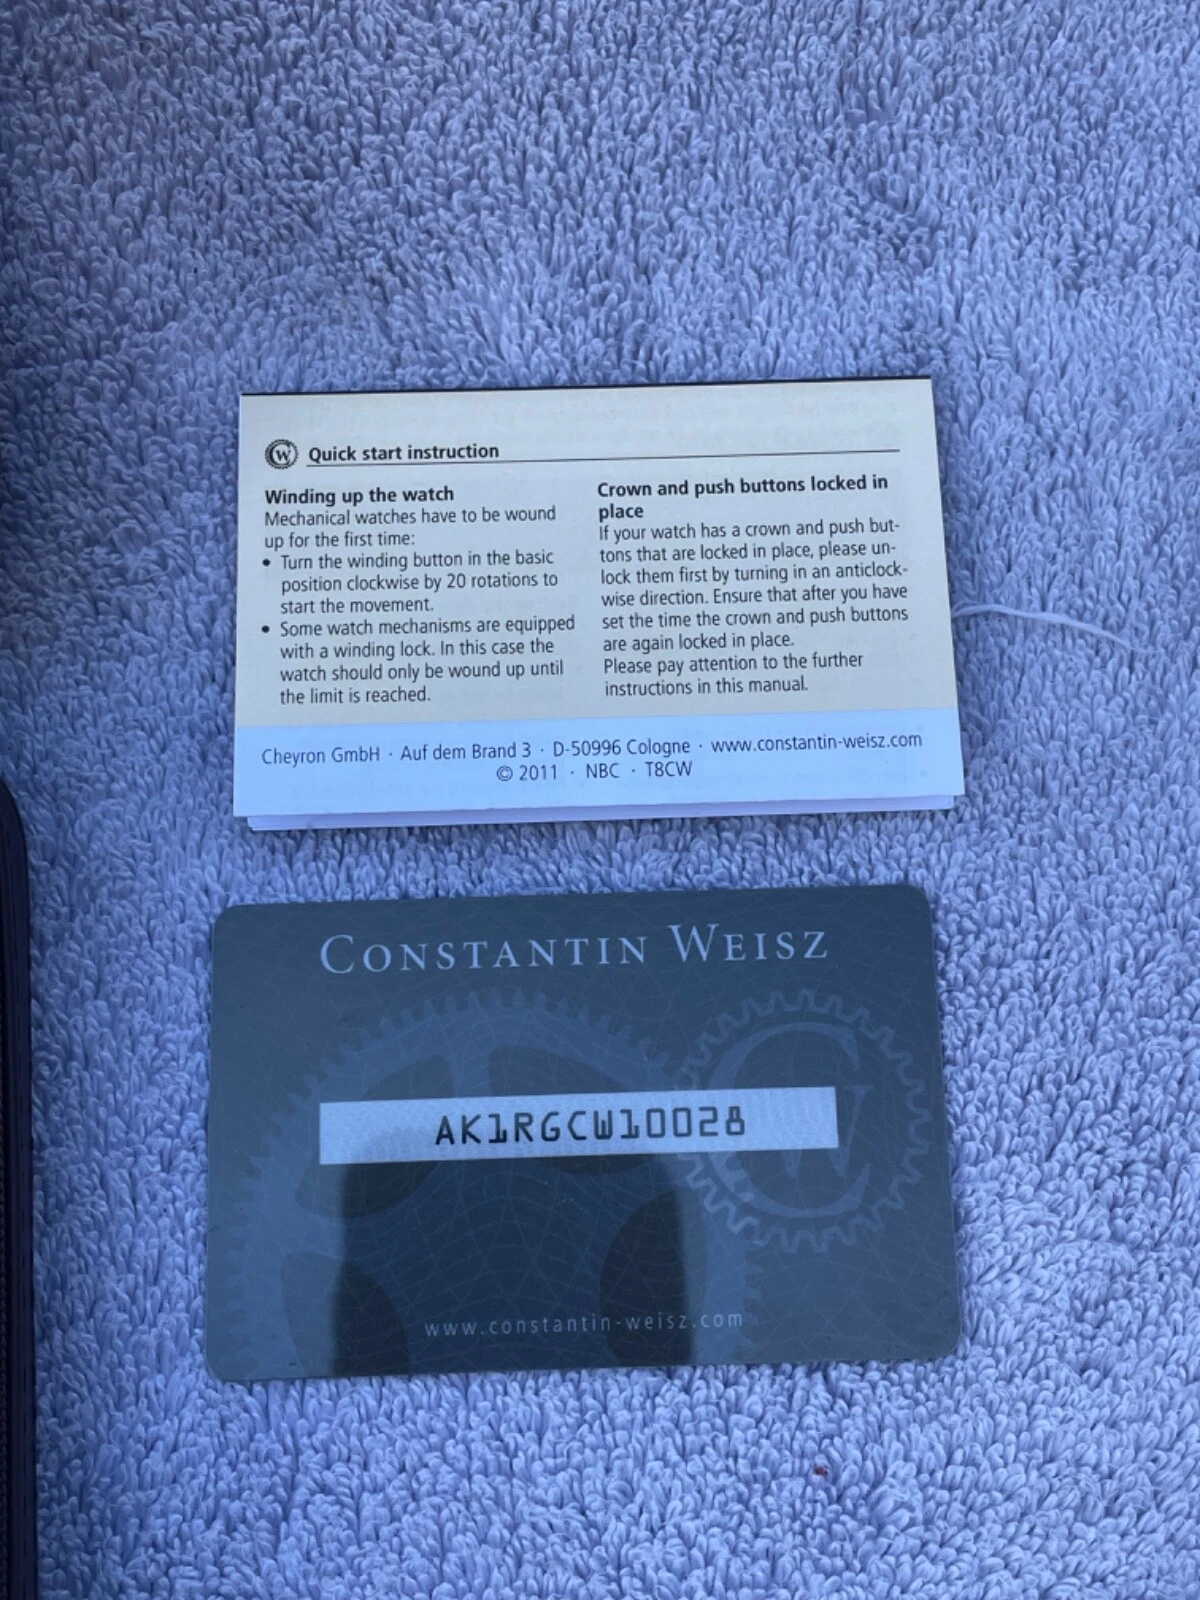 CW Quick start instruction
Winding up the watch
Mechanical watches have to be wound
up for the first time:
• Turn the winding button in the basic
position clockwise by 20 rotations to
start the movement.
• Some watch mechanisms are equipped
with a winding lock. In this case the
watch should only be wound up until
the limit is reached.
Crown and push buttons locked in
place
If your watch has a crown and push but-
tons that are locked in place, please un-
lock them first by turning in an anticlock-
wise direction. Ensure that after you have
set the time the crown and push buttons
are again locked in place.
Please pay attention to the further
instructions in this manual.
Cheyron GmbH · Auf dem Brand 3 · D-50996 Cologne · www.constantin-weisz.com
© 2011 · NBC · T8CW
CONSTANTIN WEISZ
CW
AK1RGCW10028
www.constantin-weisz.com